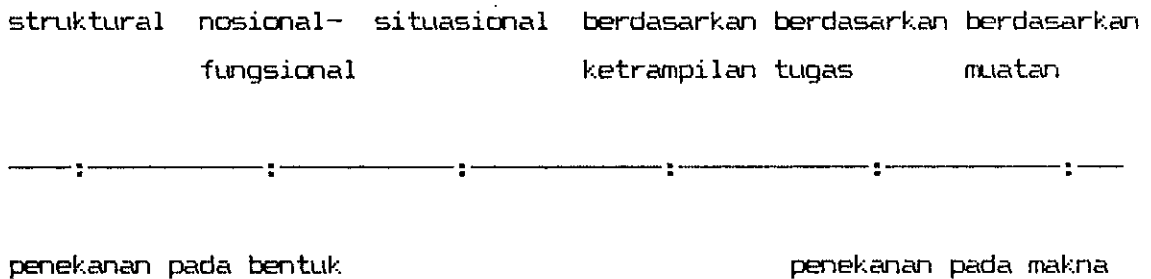 struktural nosional- situasional berdasarkan berdasarkan berdasarkan
fungsional ketrampilan tugas muatan
penekanan pada bentuk penekanan pada makna